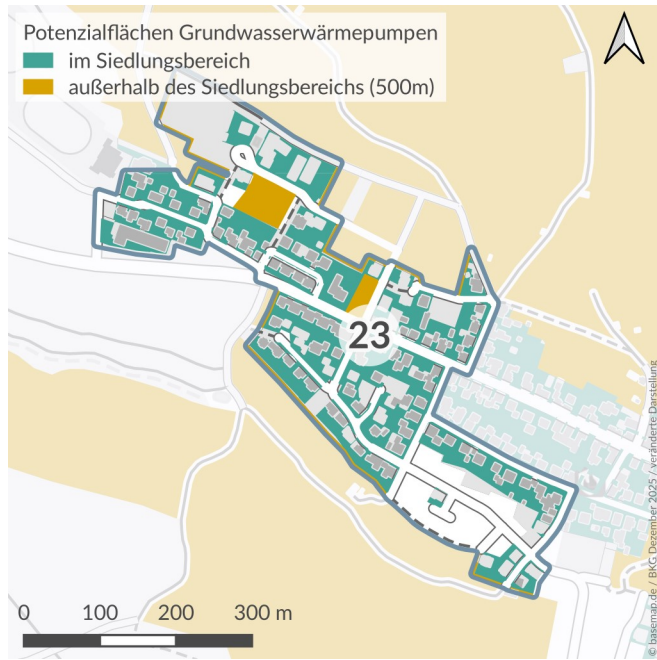 Potenzialflächen Grundwasserwärmepumpen
im Siedlungsbereich
außerhalb des Siedlungsbereichs (500m)
23
0 100 200 300 m
© basemap.de / BKG Dezember 2025 / veränderte Darstellung